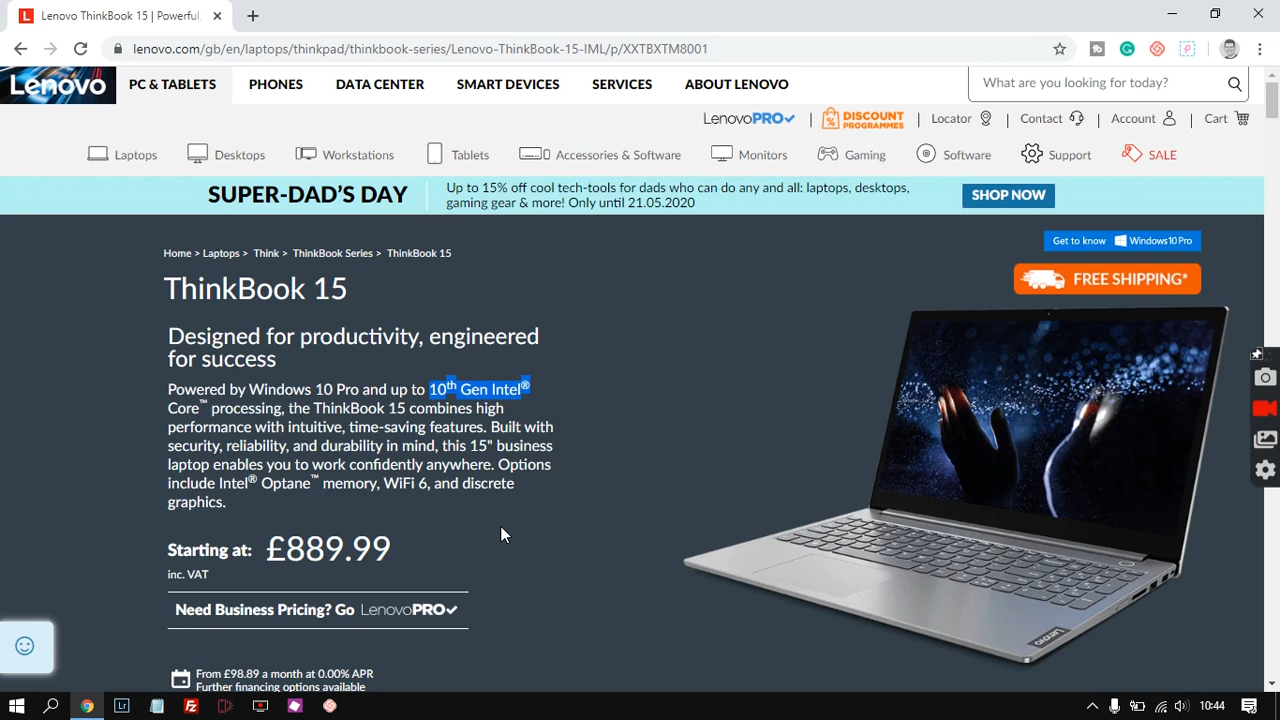 Lenovo ThinkBook 15 | Powerful,
lenovo.com/gb/en/laptops/thinkpad/thinkbook-series/Lenovo-ThinkBook-15-IML/p/XXTBXTM8001
Lenovo
PC & TABLETS PHONES DATA CENTER SMART DEVICES SERVICES ABOUT LENOVO
What are you looking for today?
LenovoPRO | DISCOUNT PROGRAMMES | Locator | Contact | Account | Cart
Laptops Desktops Workstations Tablets Accessories & Software Monitors Gaming Software Support SALE
SUPER-DAD'S DAY
Up to 15% off cool tech-tools for dads who can do any and all: laptops, desktops,
gaming gear & more! Only until 21.05.2020
SHOP NOW
Get to know Windows 10 Pro
Home > Laptops > Think > ThinkBook Series > ThinkBook 15
FREE SHIPPING*
ThinkBook 15
Designed for productivity, engineered
for success
Powered by Windows 10 Pro and up to 10th Gen Intel®
Core™ processing, the ThinkBook 15 combines high
performance with intuitive, time-saving features. Built with
security, reliability, and durability in mind, this 15" business
laptop enables you to work confidently anywhere. Options
include Intel® Optane™ memory, WiFi 6, and discrete
graphics.
Starting at: £889.99
inc. VAT
Need Business Pricing? Go LenovoPRO
Lenovo
From £98.89 a month at 0.00% APR
Further financing options available
Lr
10:44